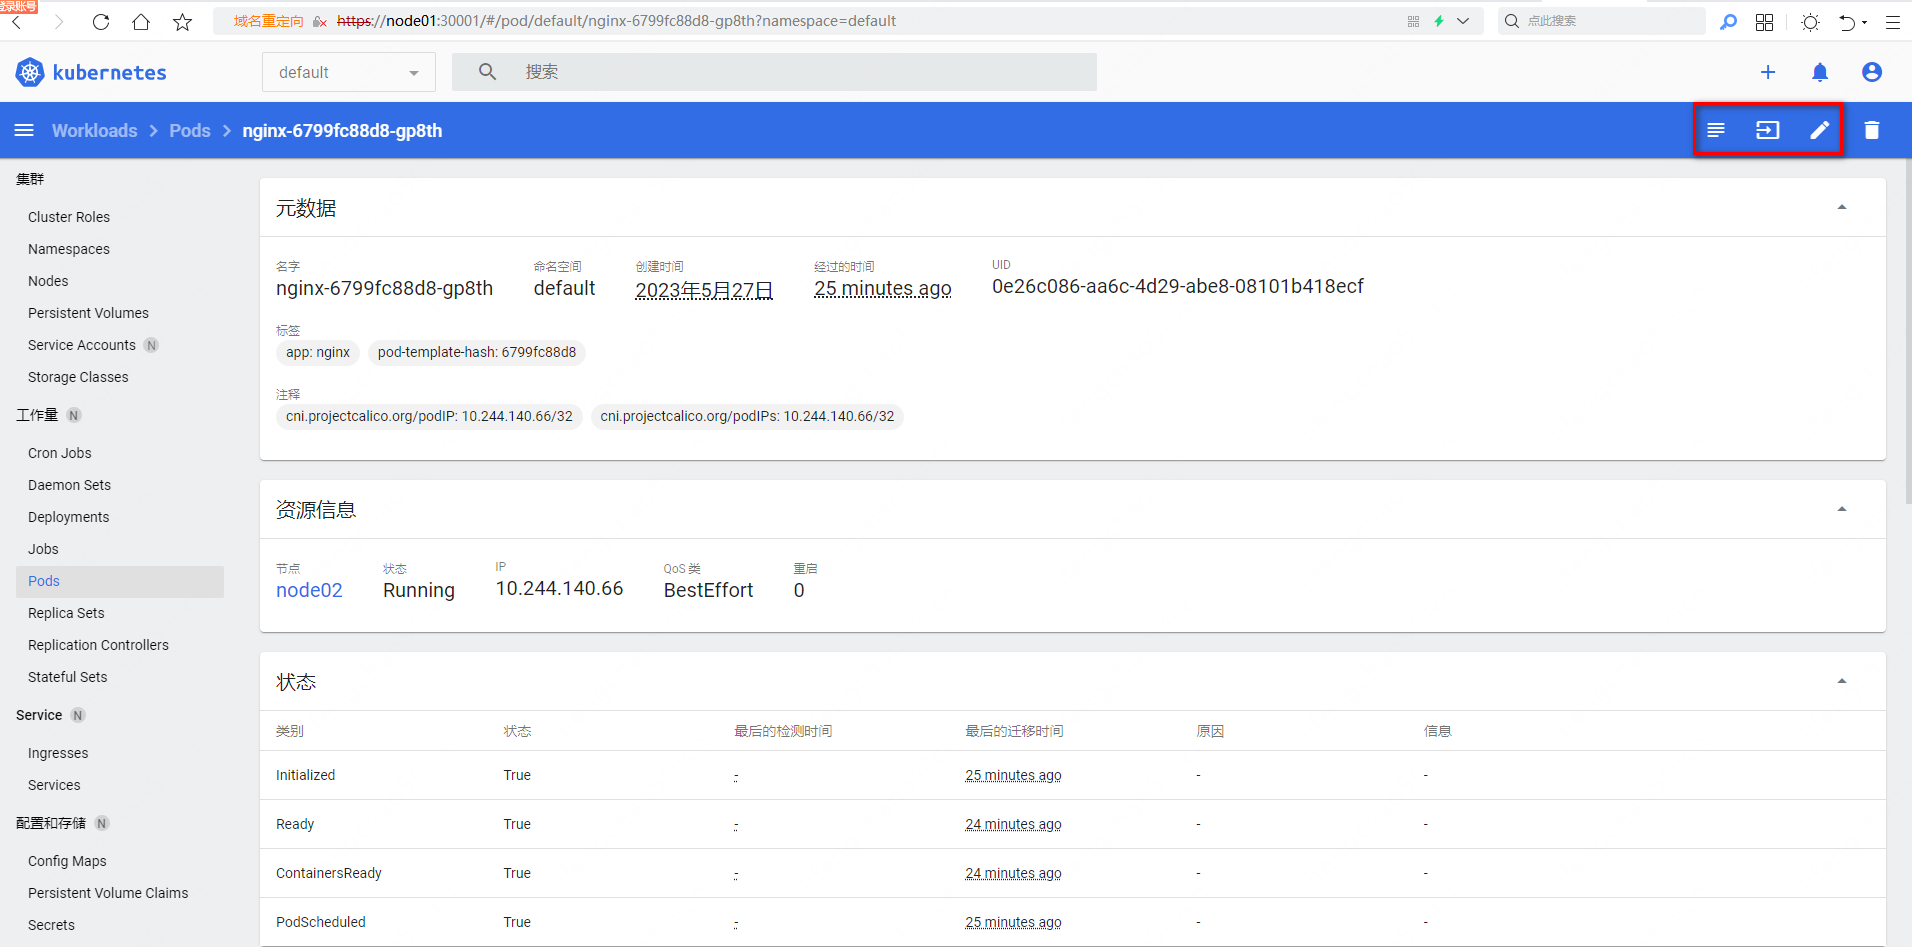 登录账号
域名重定向 https://node01:30001/#/pod/default/nginx-6799fc88d8-gp8th?namespace=default 点此搜索
kubernetes default 搜索
Workloads Pods nginx-6799fc88d8-gp8th
集群
Cluster Roles
Namespaces
Nodes
Persistent Volumes
Service Accounts N
Storage Classes
工作量 N
Cron Jobs
Daemon Sets
Deployments
Jobs
Pods
Replica Sets
Replication Controllers
Stateful Sets
Service N
Ingresses
Services
配置和存储 N
Config Maps
Persistent Volume Claims
Secrets
元数据
名字 命名空间 创建时间 经过的时间 UID
nginx-6799fc88d8-gp8th default 2023年5月27日 25 minutes ago 0e26c086-aa6c-4d29-abe8-08101b418ecf
标签
app: nginx pod-template-hash: 6799fc88d8
注释
cni.projectcalico.org/podIP: 10.244.140.66/32 cni.projectcalico.org/podIPs: 10.244.140.66/32
资源信息
节点 状态 IP QoS 类 重启
node02 Running 10.244.140.66 BestEffort 0
状态
类别 状态 最后的检测时间 最后的迁移时间 原因 信息
Initialized True - 25 minutes ago - -
Ready True - 24 minutes ago - -
ContainersReady True - 24 minutes ago - -
PodScheduled True - 25 minutes ago - -